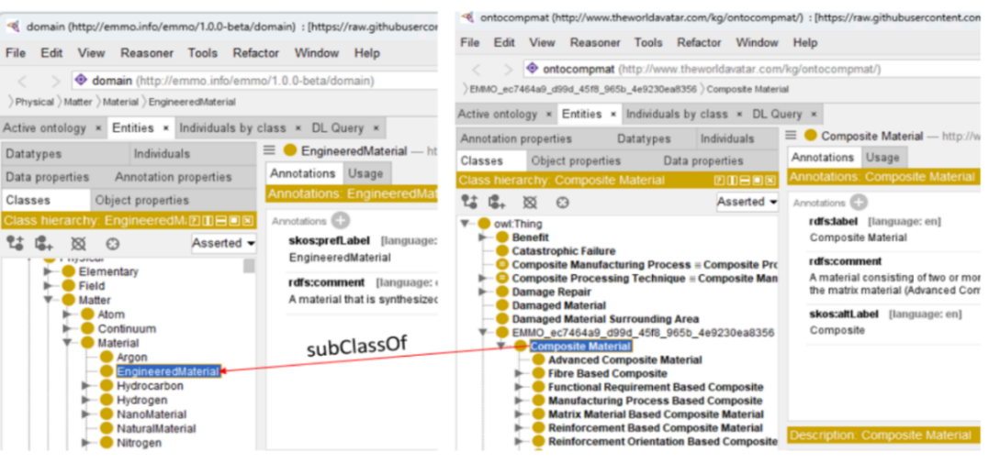 domain (http://emmo.info/emmo/1.0.0-beta/domain) : [https://raw.githubuserco
File Edit View Reasoner Tools Refactor Window Help
domain (http://emmo.info/emmo/1.0.0-beta/domain)
Physical Matter Material EngineeredMaterial
Active ontology × Entities × Individuals by class × DL Query ×
Datatypes Individuals
Data properties Annotation properties
Classes Object properties
Class hierarchy: EngineeredM
Asserted
Physical
Elementary
Field
Matter
Atom
Continuum
Material
Argon
EngineeredMaterial
Hydrocarbon
Hydrogen
NanoMaterial
NaturalMaterial
Nitrogen
EngineeredMaterial — ht
Annotations Usage
Annotations: EngineeredMat
Annotations
skos:prefLabel [language:
EngineeredMaterial
rdfs:comment [language:
A material that is synthesized
subClassOf
ontocompmat (http://www.theworldavatar.com/kg/ontocompmat/) : [https://raw.githubusercontent.com
File Edit View Reasoner Tools Refactor Window Help
ontocompmat (http://www.theworldavatar.com/kg/ontocompmat/)
EMMO_ec7464a9_d99d_45f8_965b_4e9230ea8356 Composite Material
Active ontology × Entities × Individuals by class × DL Query ×
Annotation properties Datatypes Individuals
Classes Object properties Data properties
Class hierarchy: Composite Material
Asserted
owl:Thing
Benefit
Catastrophic Failure
Composite Manufacturing Process ≡ Composite Pro
Composite Processing Technique ≡ Composite Man
Damage Repair
Damaged Material
Damaged Material Surrounding Area
EMMO_ec7464a9_d99d_45f8_965b_4e9230ea8356
Composite Material
Advanced Composite Material
Fibre Based Composite
Functional Requirement Based Composite
Manufacturing Process Based Composite
Matrix Material Based Composite Material
Reinforcement Based Composite Material
Reinforcement Orientation Based Composite
Composite Material — http://w
Annotations Usage
Annotations: Composite Material
Annotations
rdfs:label [language: en]
Composite Material
rdfs:comment
A material consisting of two or mor
the matrix material (Advanced Com
skos:altLabel [language: en]
Composite
Description: Composite Material